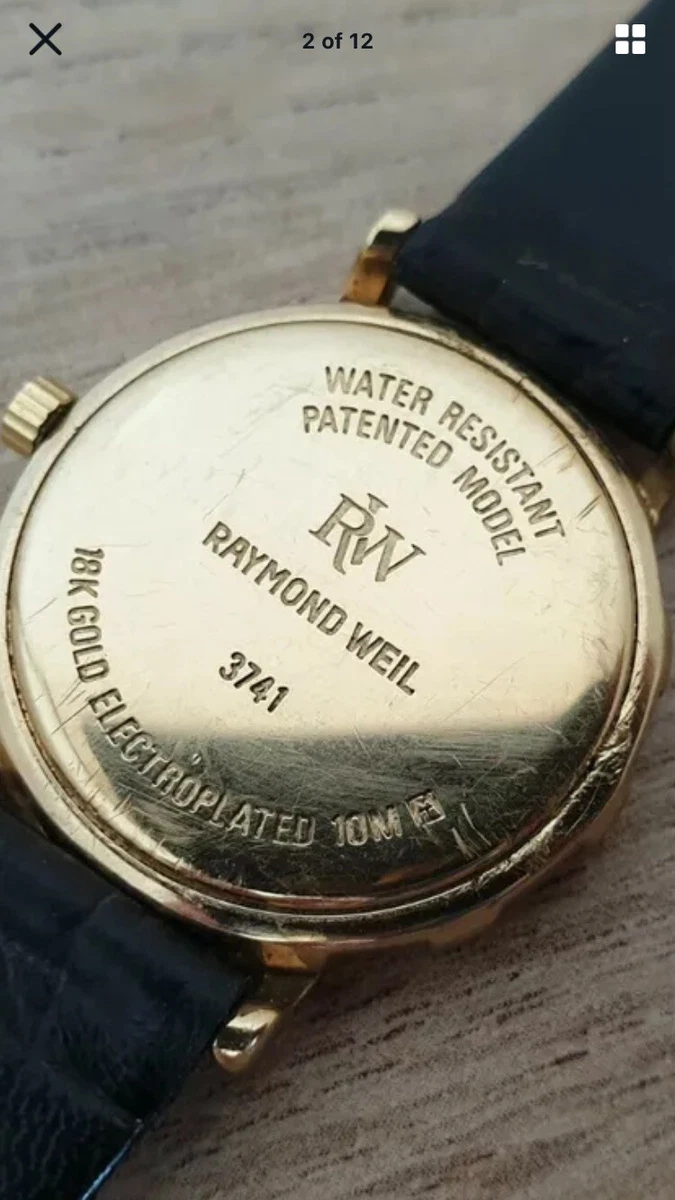 2 of 12
WATER RESISTANT
PATENTED MODEL
RW
RAYMOND WEIL
3741
18K GOLD ELECTROPLATED 10M